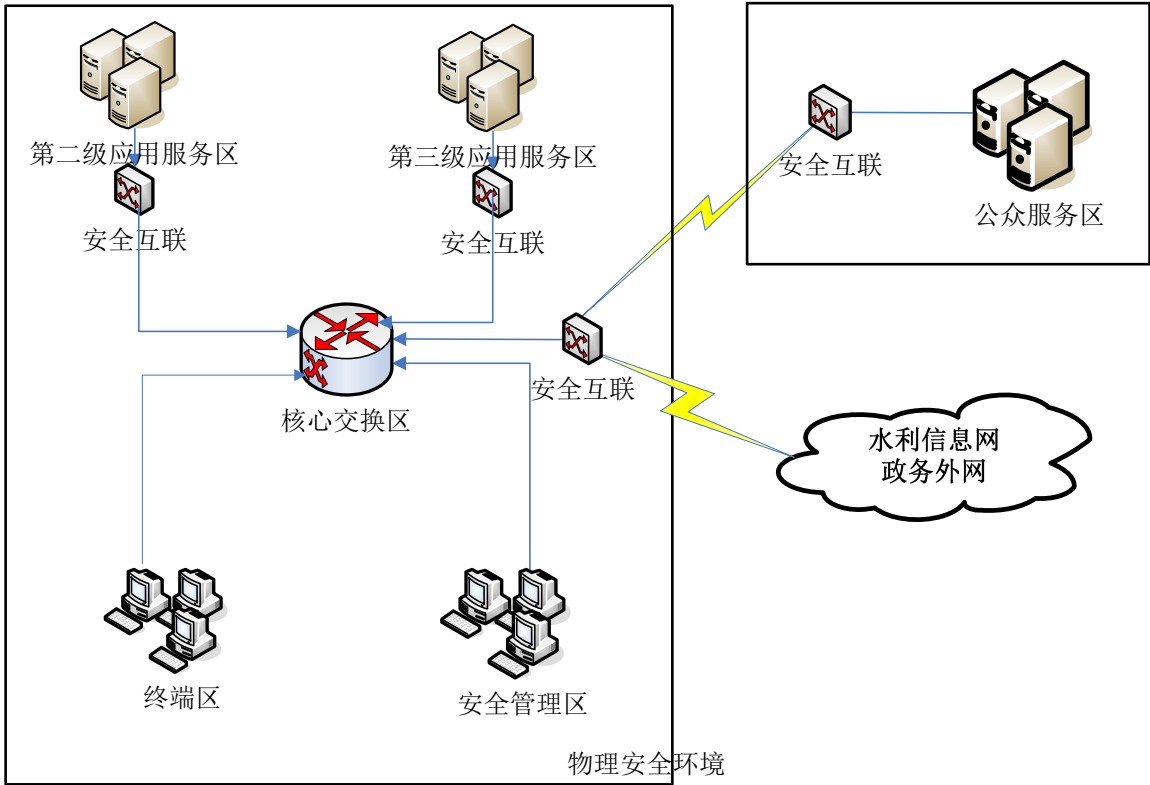 第二级应用服务区
第三级应用服务区
安全互联
安全互联
安全互联
公众服务区
核心交换区
安全互联
水利信息网
政务外网
终端区
安全管理区
物理安全环境